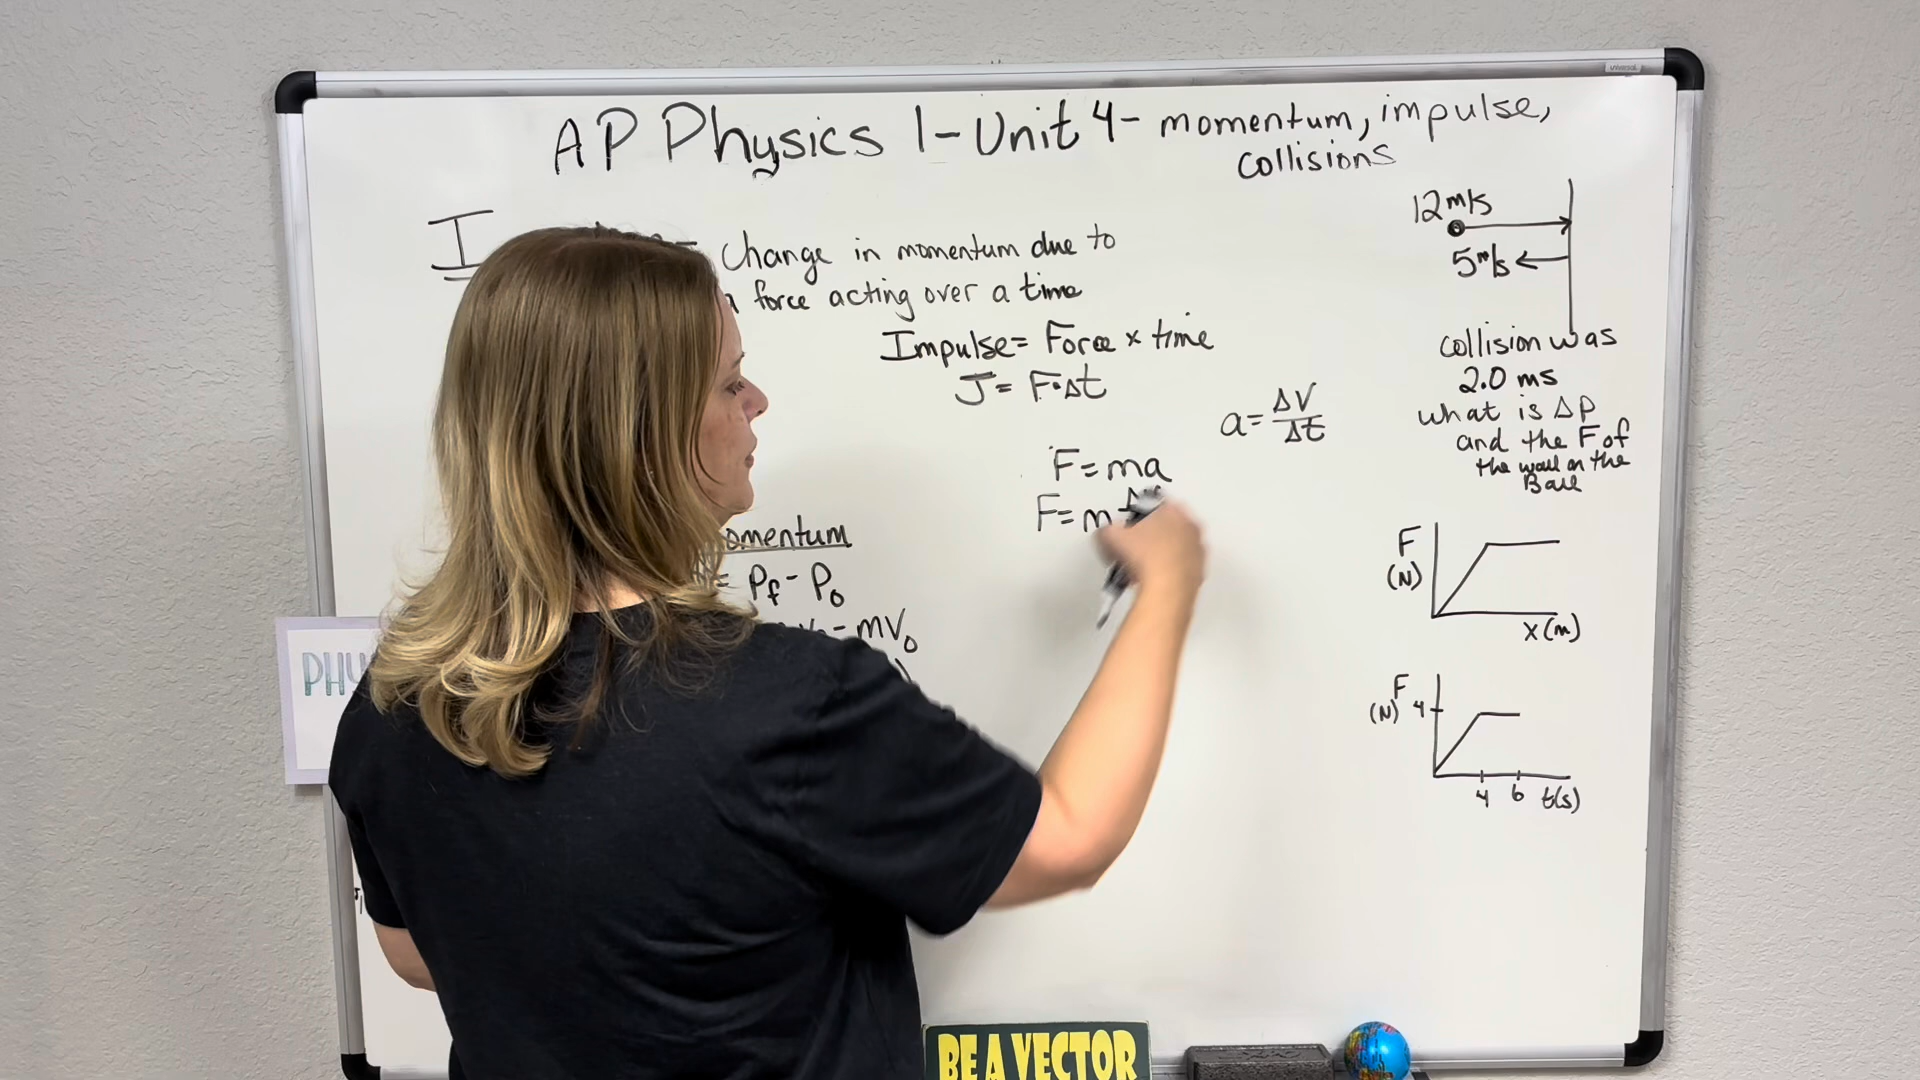 universal
AP Physics 1-Unit 4- momentum, impulse,
collisions
I
Change in momentum due to
force acting over a time
Impulse= Force × time
J= F·Δt
a= ΔV/Δt
F=ma
F= m
omentum
= Pf - Po
- mVo
12 m/s
5 m/s
collision was
2.0 ms
what is Δp
and the F of
the wall on the
Ball
F
(N)
X (m)
F
(N) 4
4 6 t(s)
PHY
BE A VECTOR